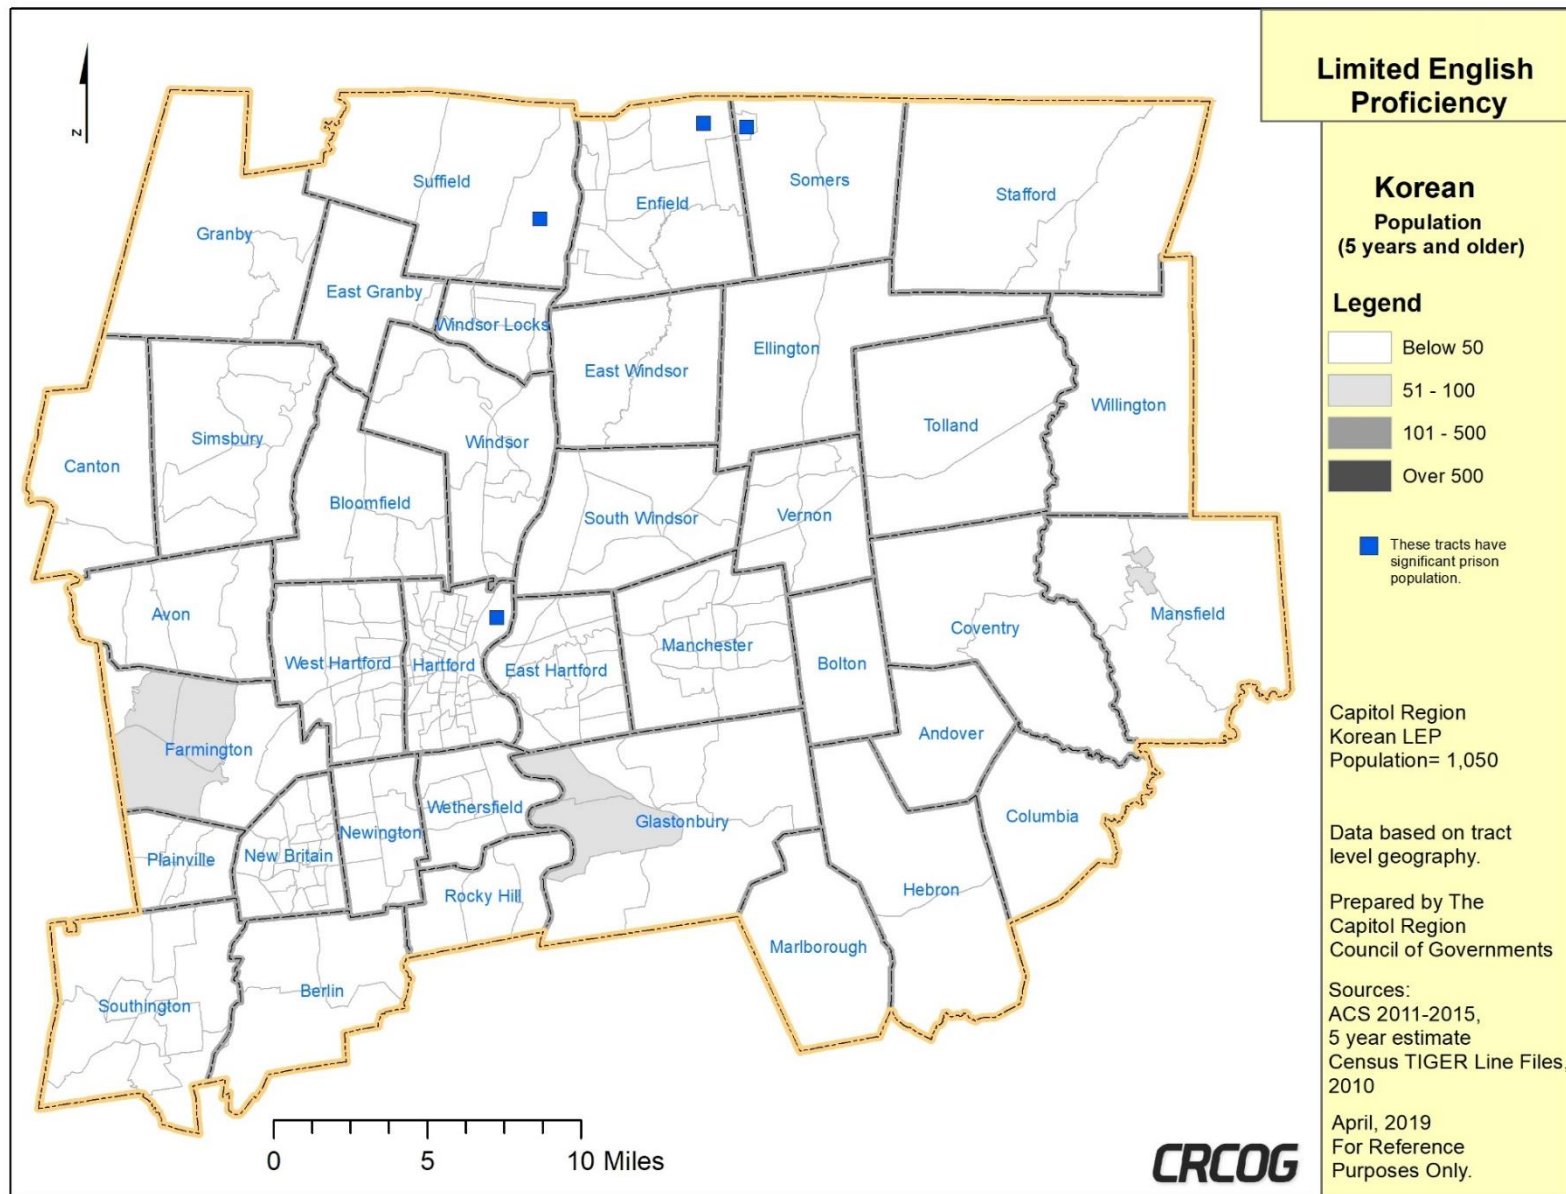 Limited English
Proficiency
Korean
Population
(5 years and older)
Legend
Below 50
51 - 100
101 - 500
Over 500
These tracts have
significant prison
population.
Capitol Region
Korean LEP
Population= 1,050
Data based on tract
level geography.
Prepared by The
Capitol Region
Council of Governments
Sources:
ACS 2011-2015,
5 year estimate
Census TIGER Line Files,
2010
April, 2019
For Reference
Purposes Only.
N
Suffield
Enfield
Somers
Stafford
Granby
East Granby
Windsor Locks
Ellington
East Windsor
Willington
Tolland
Simsbury
Windsor
Canton
Bloomfield
South Windsor
Vernon
Avon
Mansfield
Coventry
Manchester
West Hartford
Hartford
East Hartford
Bolton
Andover
Farmington
Wethersfield
Columbia
Glastonbury
Newington
New Britain
Plainville
Hebron
Rocky Hill
Marlborough
Berlin
Southington
0 5 10 Miles
CRCOG